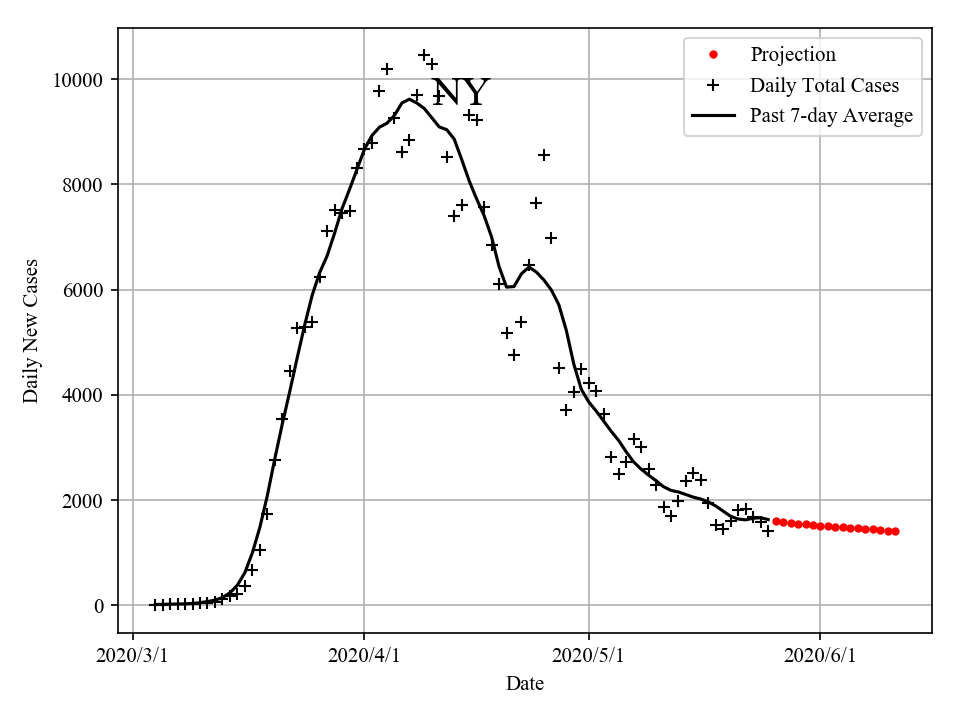 NY
Projection
Daily Total Cases
Past 7-day Average
10000
8000
6000
4000
2000
0
Daily New Cases
2020/3/1
2020/4/1
2020/5/1
2020/6/1
Date